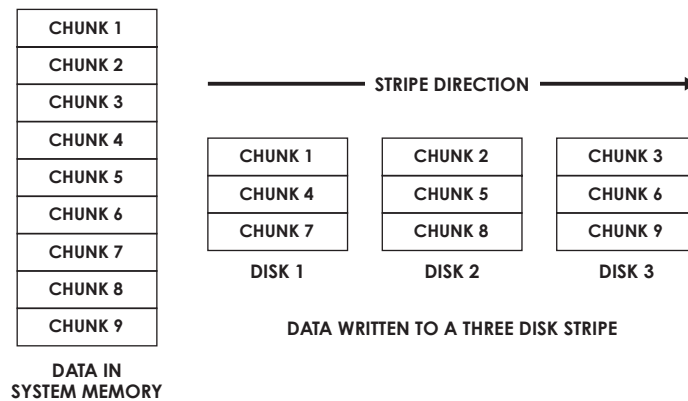 CHUNK 1
CHUNK 2
CHUNK 3
CHUNK 4
CHUNK 5
CHUNK 6
CHUNK 7
CHUNK 8
CHUNK 9
DATA IN
SYSTEM MEMORY
STRIPE DIRECTION
CHUNK 1
CHUNK 4
CHUNK 7
DISK 1
CHUNK 2
CHUNK 5
CHUNK 8
DISK 2
CHUNK 3
CHUNK 6
CHUNK 9
DISK 3
DATA WRITTEN TO A THREE DISK STRIPE